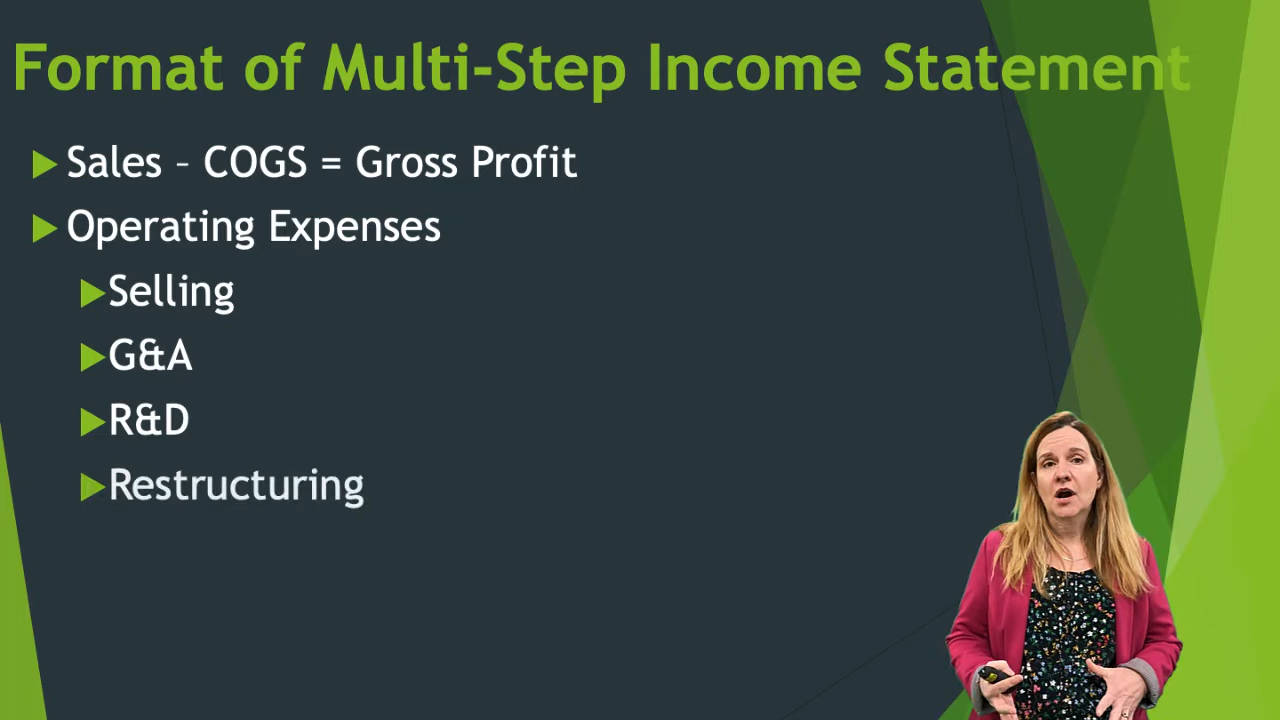 Format of Multi-Step Income Statement
Sales – COGS = Gross Profit
Operating Expenses
Selling
G&A
R&D
Restructuring